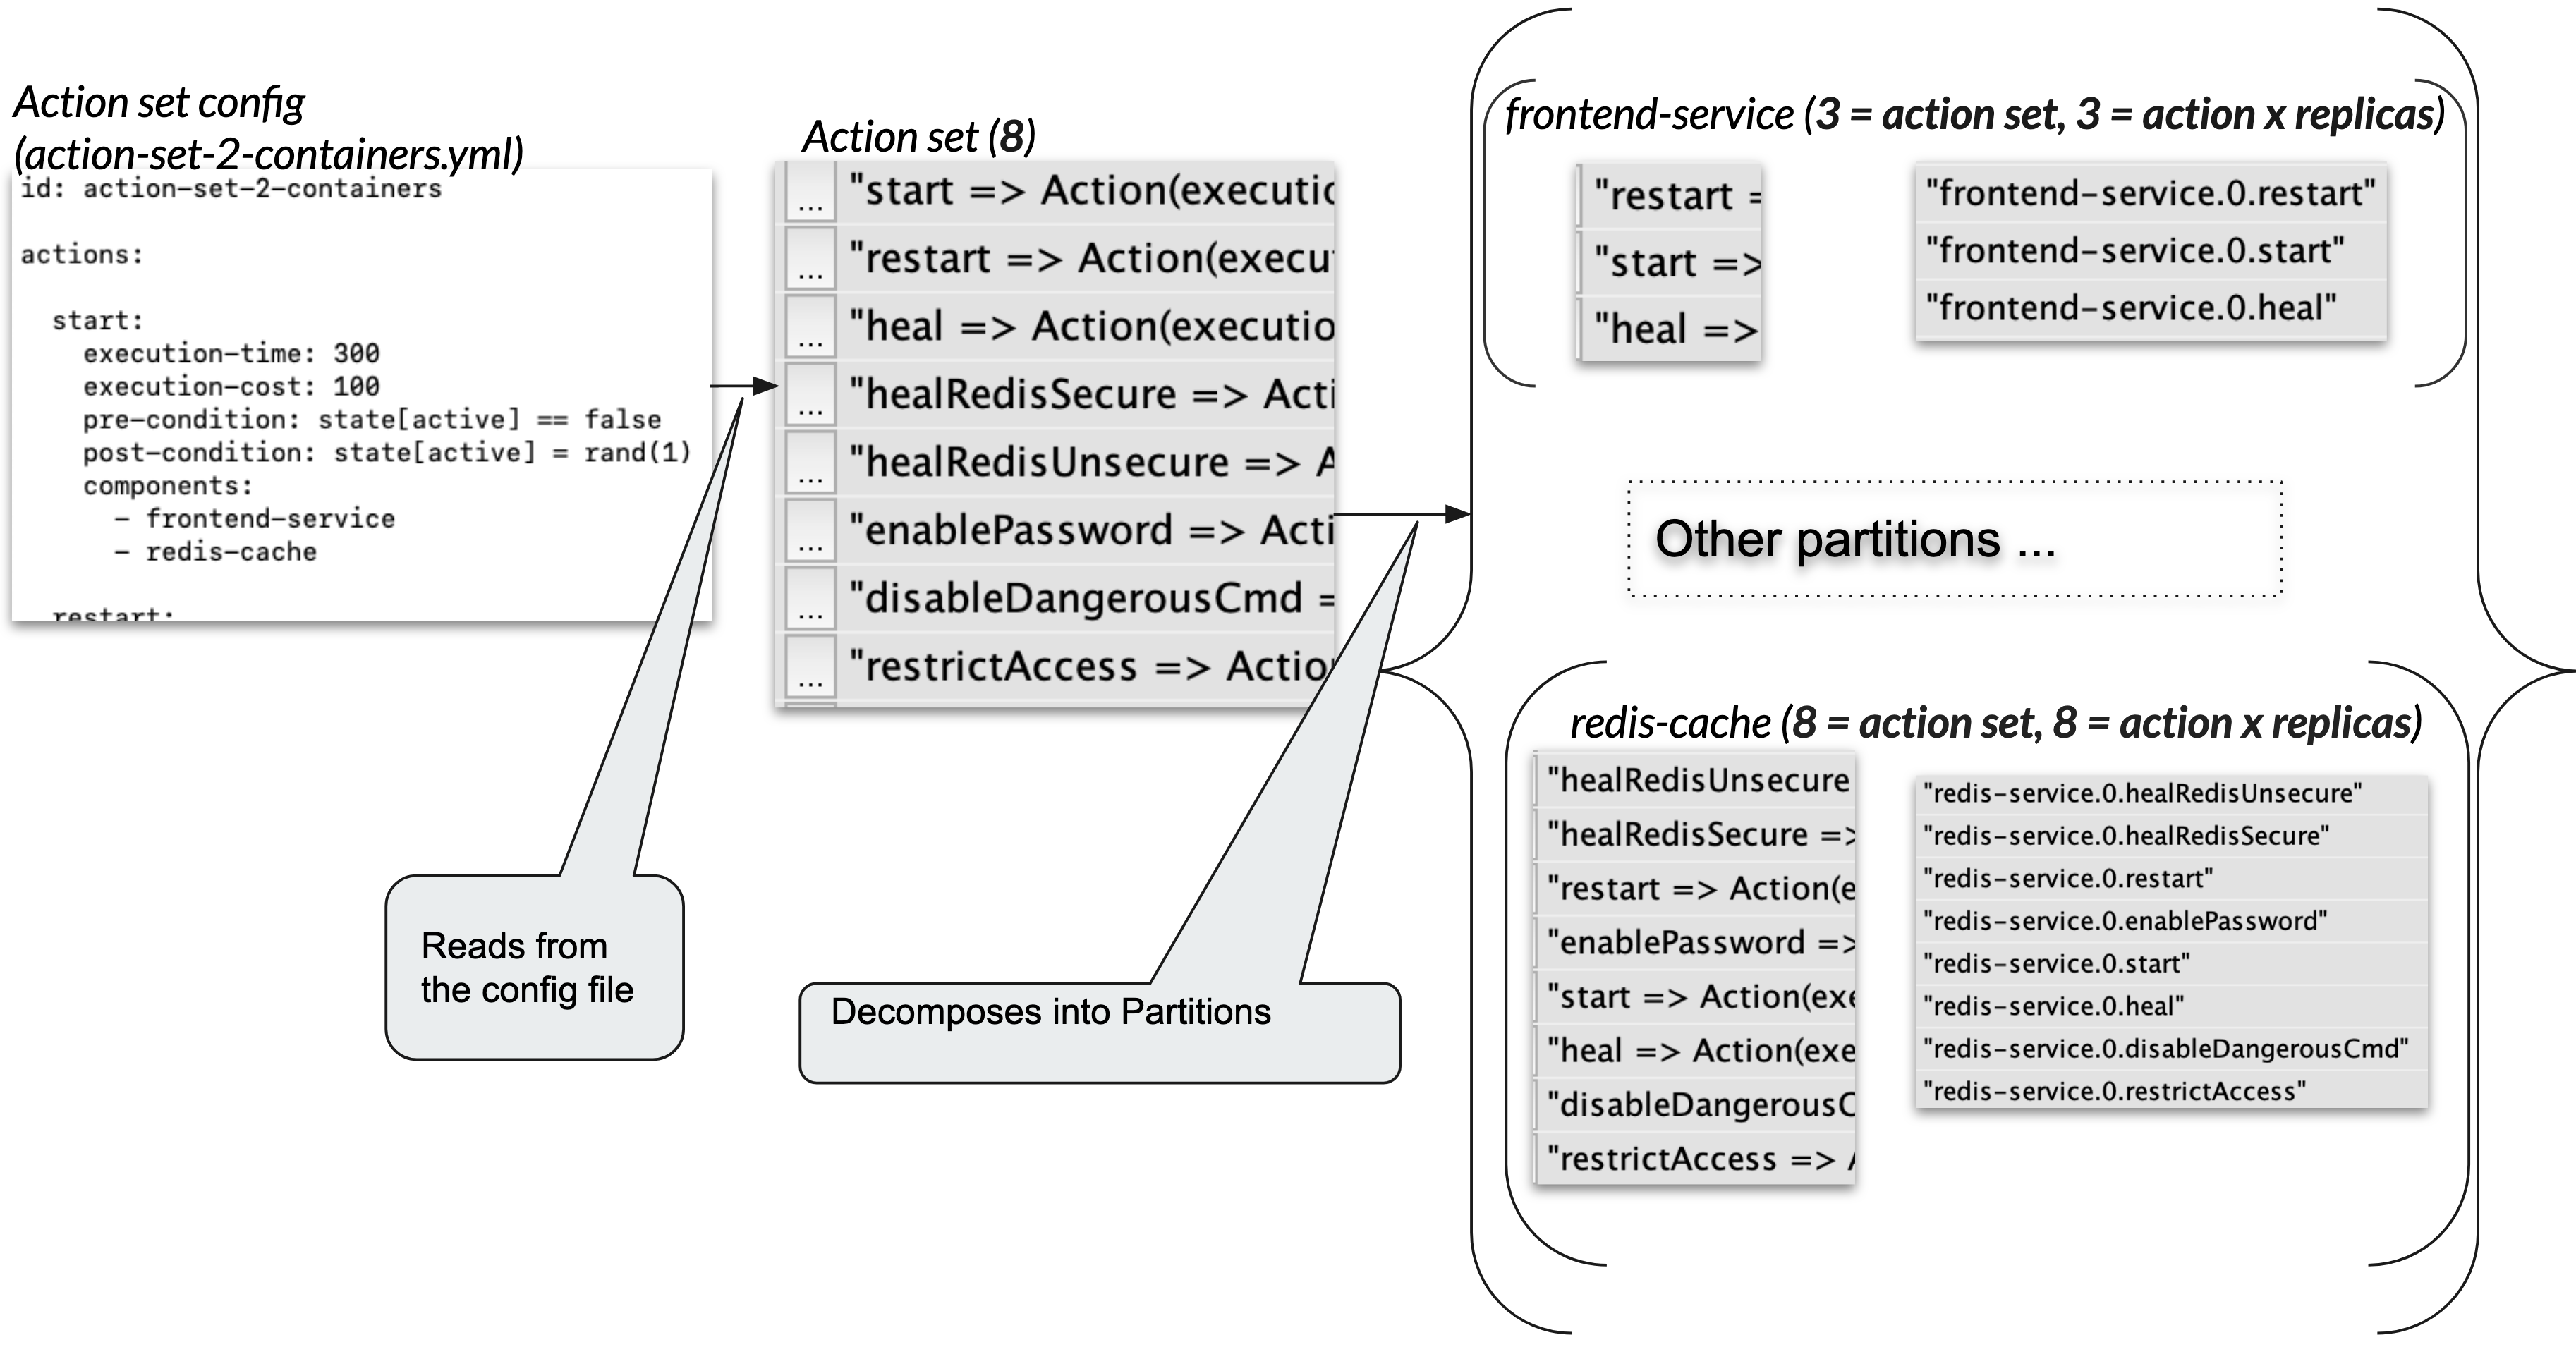 Action set config
(action-set-2-containers.yml)
id: action-set-2-containers
actions:
start:
execution-time: 300
execution-cost: 100
pre-condition: state[active] == false
post-condition: state[active] = rand(1)
components:
- frontend-service
- redis-cache
restart:
Reads from
the config file
Action set (8)
... "start => Action(executio
... "restart => Action(execu
... "heal => Action(executio
... "healRedisSecure => Acti
... "healRedisUnsecure => A
... "enablePassword => Acti
... "disableDangerousCmd =
... "restrictAccess => Actio
Decomposes into Partitions
frontend-service (3 = action set, 3 = action x replicas)
"restart =
"start =>
"heal =>
"frontend-service.0.restart"
"frontend-service.0.start"
"frontend-service.0.heal"
Other partitions ...
redis-cache (8 = action set, 8 = action x replicas)
"healRedisUnsecure
"healRedisSecure =>
"restart => Action(e
"enablePassword =>
"start => Action(exe
"heal => Action(exe
"disableDangerousC
"restrictAccess => A
"redis-service.0.healRedisUnsecure"
"redis-service.0.healRedisSecure"
"redis-service.0.restart"
"redis-service.0.enablePassword"
"redis-service.0.start"
"redis-service.0.heal"
"redis-service.0.disableDangerousCmd"
"redis-service.0.restrictAccess"